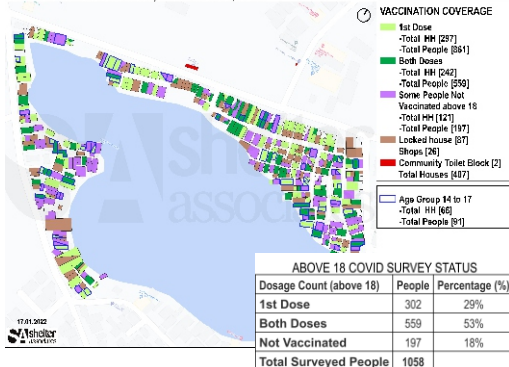 VACCINATION COVERAGE
1st Dose
-Total HH [297]
-Total People [861]
Both Doses
-Total HH [242]
-Total People [559]
Some People Not
Vaccinated above 18
-Total HH [121]
-Total People [197]
Locked house [87]
Shops [26]
Community Toilet Block [2]
Total Houses [407]
Age Group 14 to 17
-Total HH [66]
-Total People [91]
shelter
associates
ABOVE 18 COVID SURVEY STATUS
Dosage Count (above 18) People Percentage (%)
1st Dose 302 29%
Both Doses 559 53%
Not Vaccinated 197 18%
Total Surveyed People 1058
17.01.2022
SA shelter
associates